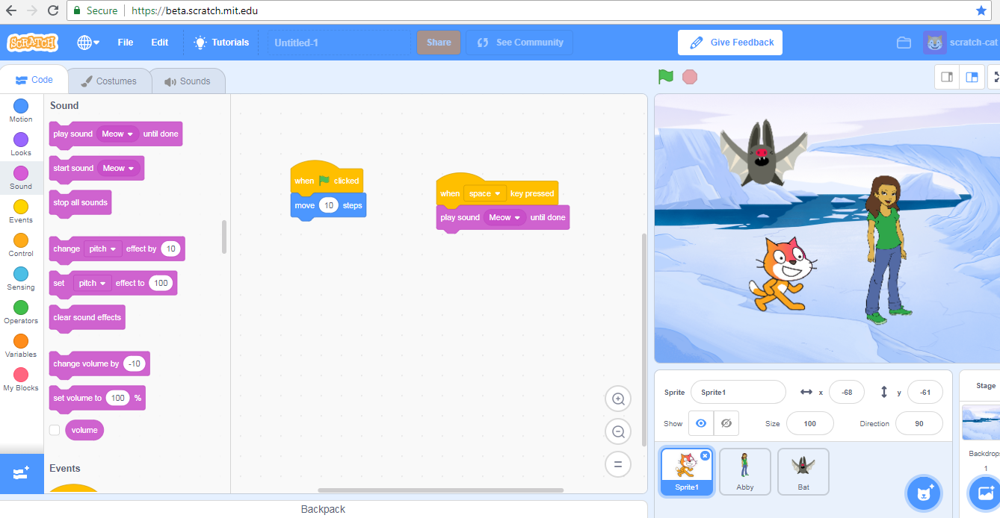 Secure https://beta.scratch.mit.edu
SCRATCH File Edit Tutorials Untitled-1 Share See Community Give Feedback scratch-cat
Code Costumes Sounds
Motion
Looks
Sound
Events
Control
Sensing
Operators
Variables
My Blocks
Sound
play sound Meow until done
start sound Meow
stop all sounds
change pitch effect by 10
set pitch effect to 100
clear sound effects
change volume by -10
set volume to 100 %
volume
Events
when clicked
move 10 steps
when space key pressed
play sound Meow until done
Backpack
Sprite Sprite1 x -68 y -61
Show Size 100 Direction 90
Sprite1 Abby Bat
Stage
Backdrops
1